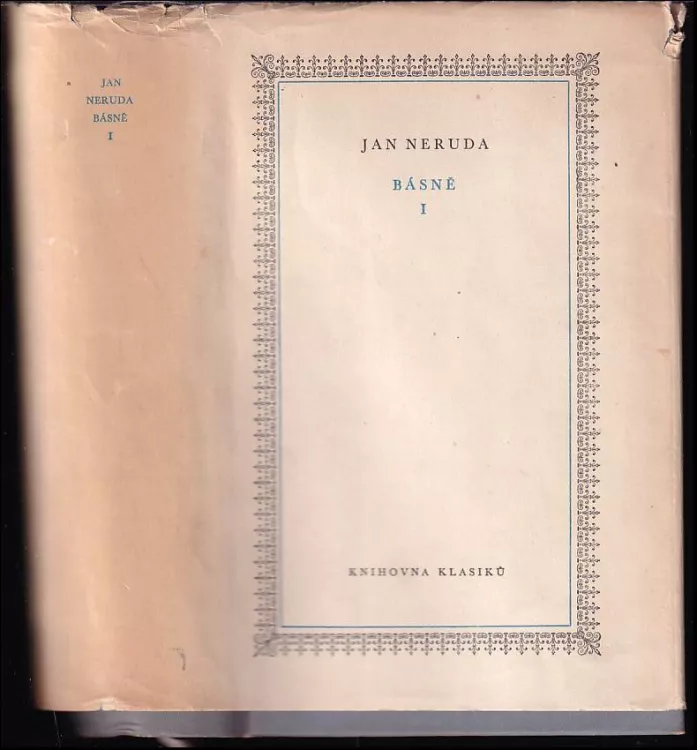 JAN
NERUDA
BÁSNĚ
I
JAN NERUDA
BÁSNĚ
I
KNIHOVNA KLASIKŮ